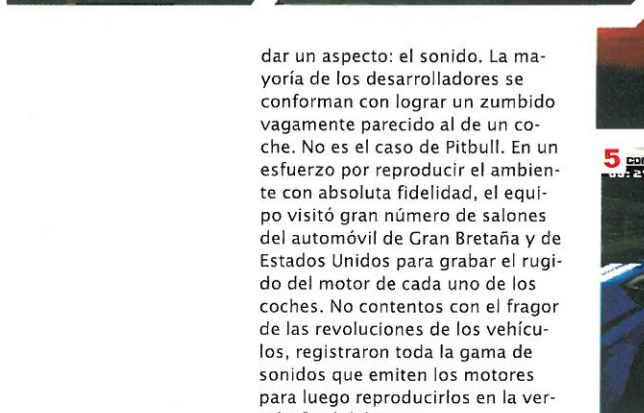 dar un aspecto: el sonido. La ma-
yoría de los desarrolladores se
conforman con lograr un zumbido
vagamente parecido al de un co-
che. No es el caso de Pitbull. En un
esfuerzo por reproducir el ambien-
te con absoluta fidelidad, el equi-
po visitó gran número de salones
del automóvil de Gran Bretaña y de
Estados Unidos para grabar el rugi-
do del motor de cada uno de los
coches. No contentos con el fragor
de las revoluciones de los vehícu-
los, registraron toda la gama de
sonidos que emiten los motores
para luego reproducirlos en la ver-
5